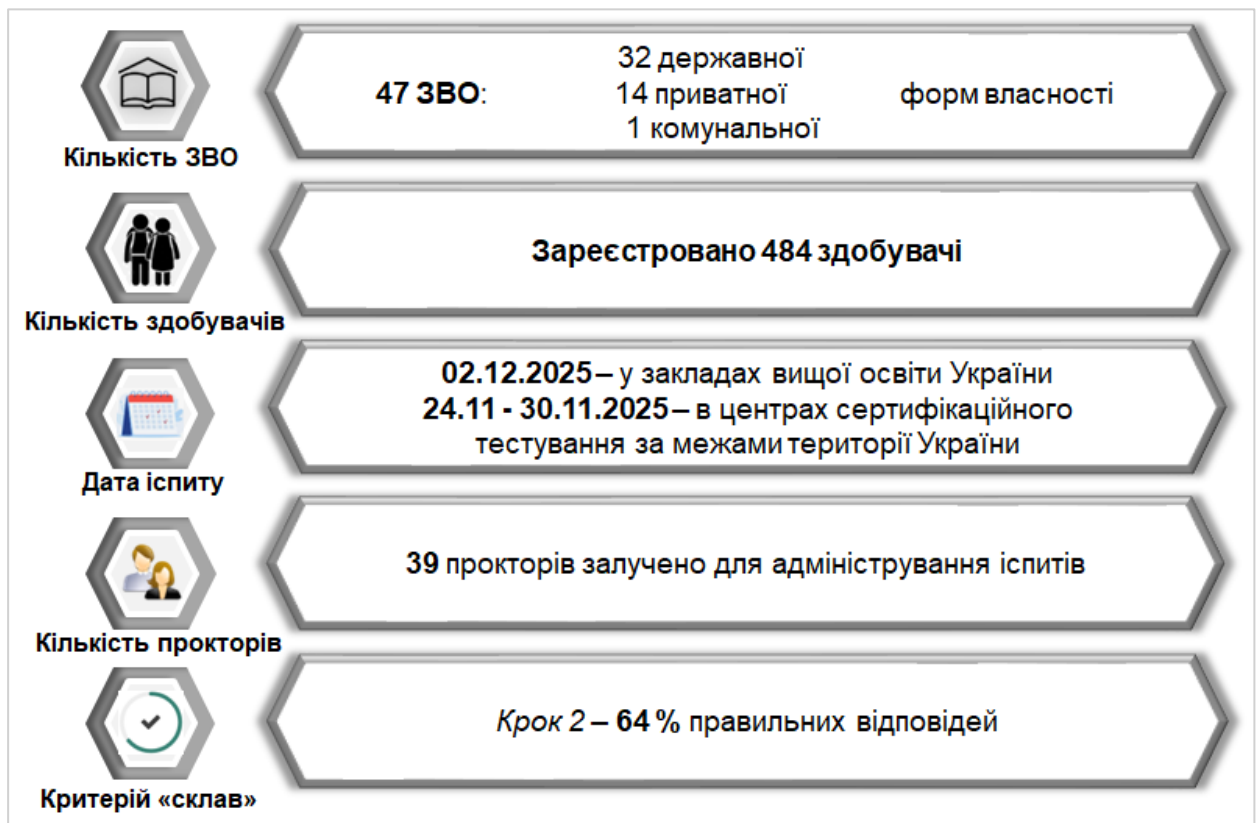 32 державної
47 ЗВО: 14 приватної форм власності
1 комунальної
Кількість ЗВО
Зареєстровано 484 здобувачі
Кількість здобувачів
02.12.2025 – у закладах вищої освіти України
24.11 - 30.11.2025 – в центрах сертифікаційного
тестування за межами території України
Дата іспиту
39 прокторів залучено для адміністрування іспитів
Кількість прокторів
Крок 2 – 64 % правильних відповідей
Критерій «склав»